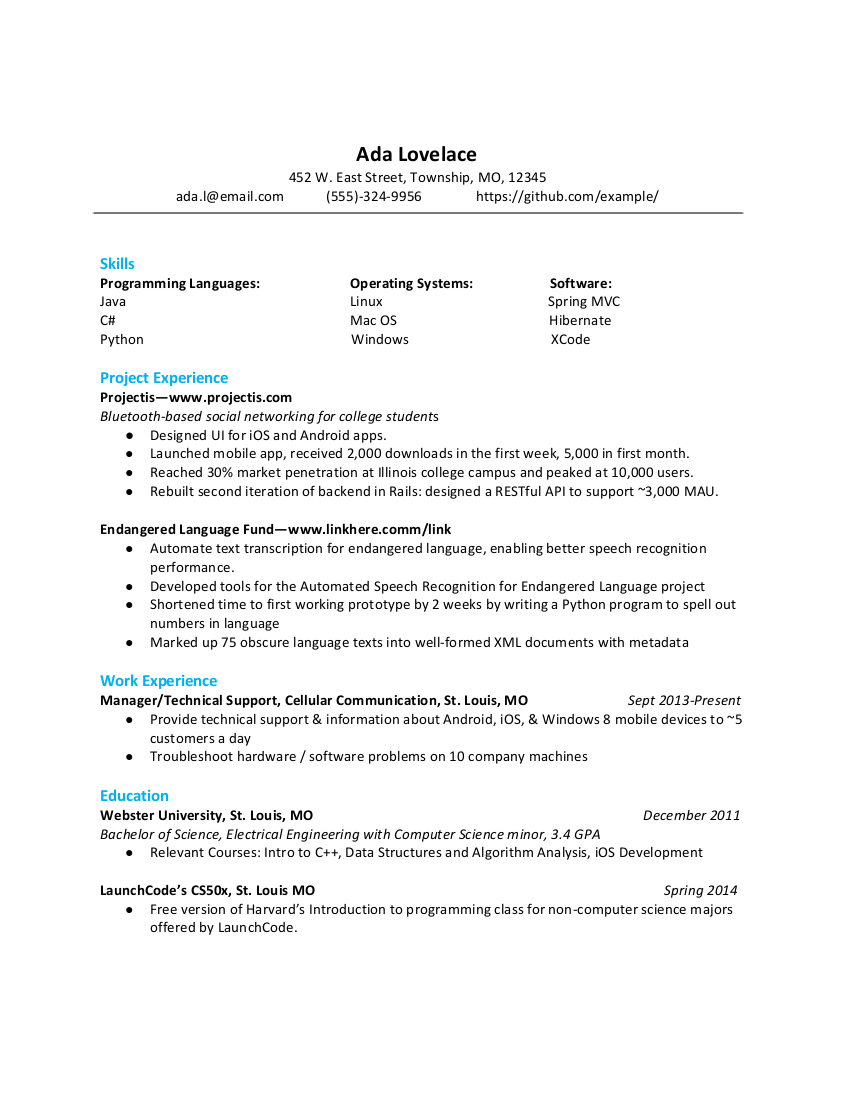 Ada Lovelace
452 W. East Street, Township, MO, 12345
ada.l@email.com (555)-324-9956 https://github.com/example/
Skills
Programming Languages: Operating Systems: Software:
Java Linux Spring MVC
C# Mac OS Hibernate
Python Windows XCode
Project Experience
Projectis—www.projectis.com
Bluetooth-based social networking for college students
● Designed UI for iOS and Android apps.
● Launched mobile app, received 2,000 downloads in the first week, 5,000 in first month.
● Reached 30% market penetration at Illinois college campus and peaked at 10,000 users.
● Rebuilt second iteration of backend in Rails: designed a RESTful API to support ~3,000 MAU.
Endangered Language Fund—www.linkhere.comm/link
● Automate text transcription for endangered language, enabling better speech recognition
performance.
● Developed tools for the Automated Speech Recognition for Endangered Language project
● Shortened time to first working prototype by 2 weeks by writing a Python program to spell out
numbers in language
● Marked up 75 obscure language texts into well-formed XML documents with metadata
Work Experience
Manager/Technical Support, Cellular Communication, St. Louis, MO Sept 2013-Present
● Provide technical support & information about Android, iOS, & Windows 8 mobile devices to ~5
customers a day
● Troubleshoot hardware / software problems on 10 company machines
Education
Webster University, St. Louis, MO December 2011
Bachelor of Science, Electrical Engineering with Computer Science minor, 3.4 GPA
● Relevant Courses: Intro to C++, Data Structures and Algorithm Analysis, iOS Development
LaunchCode’s CS50x, St. Louis MO Spring 2014
● Free version of Harvard’s Introduction to programming class for non-computer science majors
offered by LaunchCode.